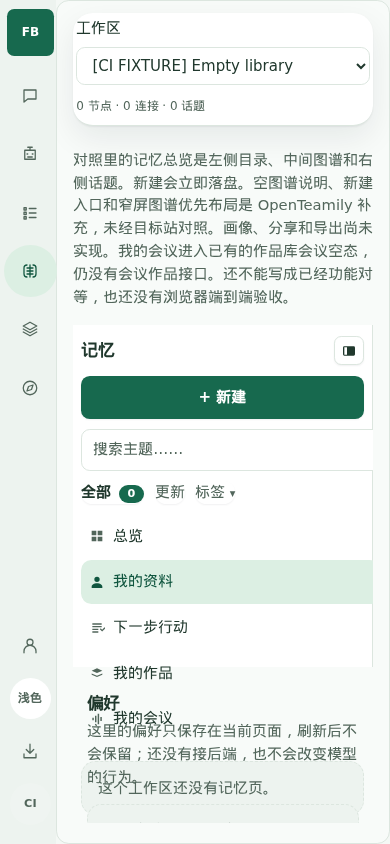 FB
工作区
[CI FIXTURE] Empty library
0 节点 · 0 连接 · 0 话题
对照里的记忆总览是左侧目录、中间图谱和右
侧话题。新建会立即落盘。空图谱说明、新建
入口和窄屏图谱优先布局是 OpenTeamily 补
充，未经目标站对照。画像、分享和导出尚未
实现。我的会议进入已有的作品库会议空态，
仍没有会议作品接口。还不能写成已经功能对
等，也还没有浏览器端到端验收。
记忆
+ 新建
搜索主题……
全部 0 更新 标签 ▾
总览
我的资料
下一步行动
我的作品
偏好
我的会议
这里的偏好只保存在当前页面，刷新后不
会保留；还没有接后端，也不会改变模型
的行为。
这个工作区还没有记忆页。
浅色
CI